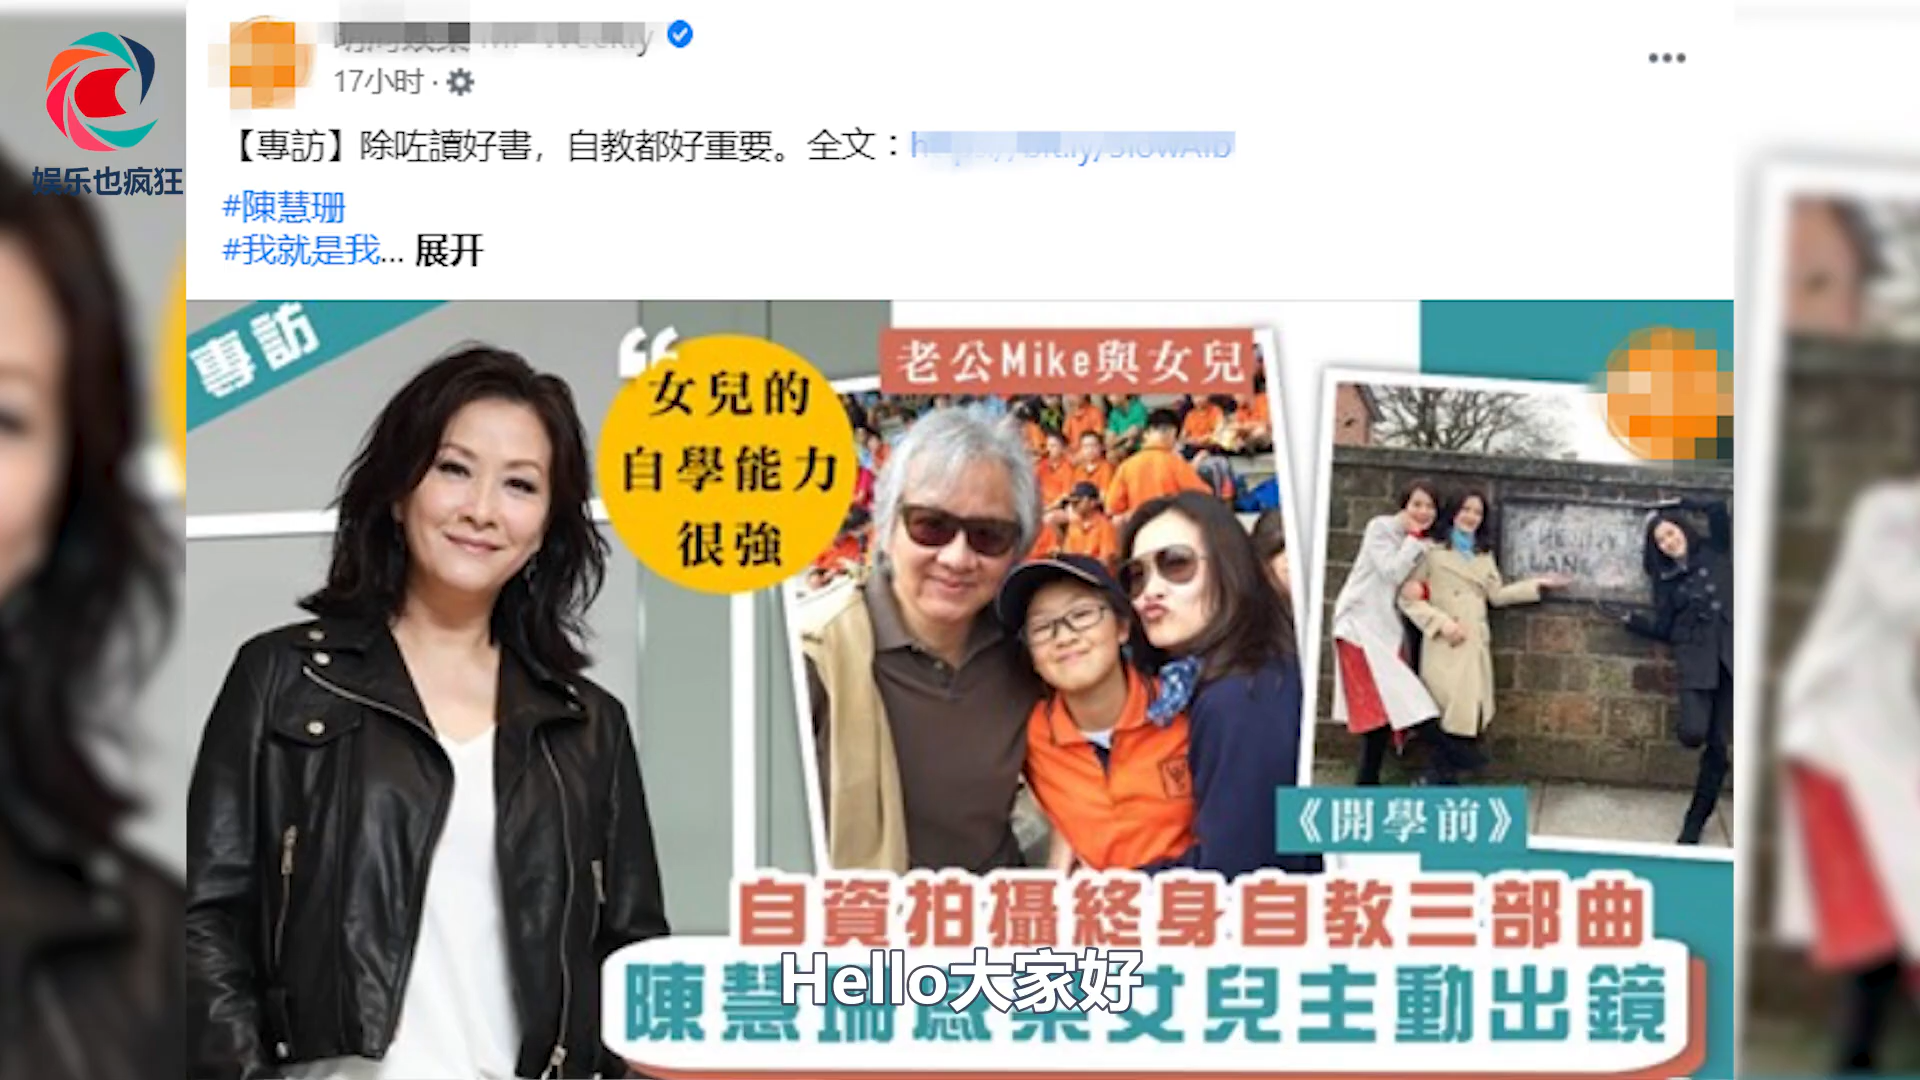 娱乐也疯狂
17小时
【專訪】除咗讀好書，自教都好重要。全文：
#陳慧珊
#我就是我... 展开
專訪
“女兒的
自學能力
很強
老公Mike與女兒
《開學前》
自資拍攝終身自教三部曲
Hello大家好
陳慧珊 女兒主動出鏡